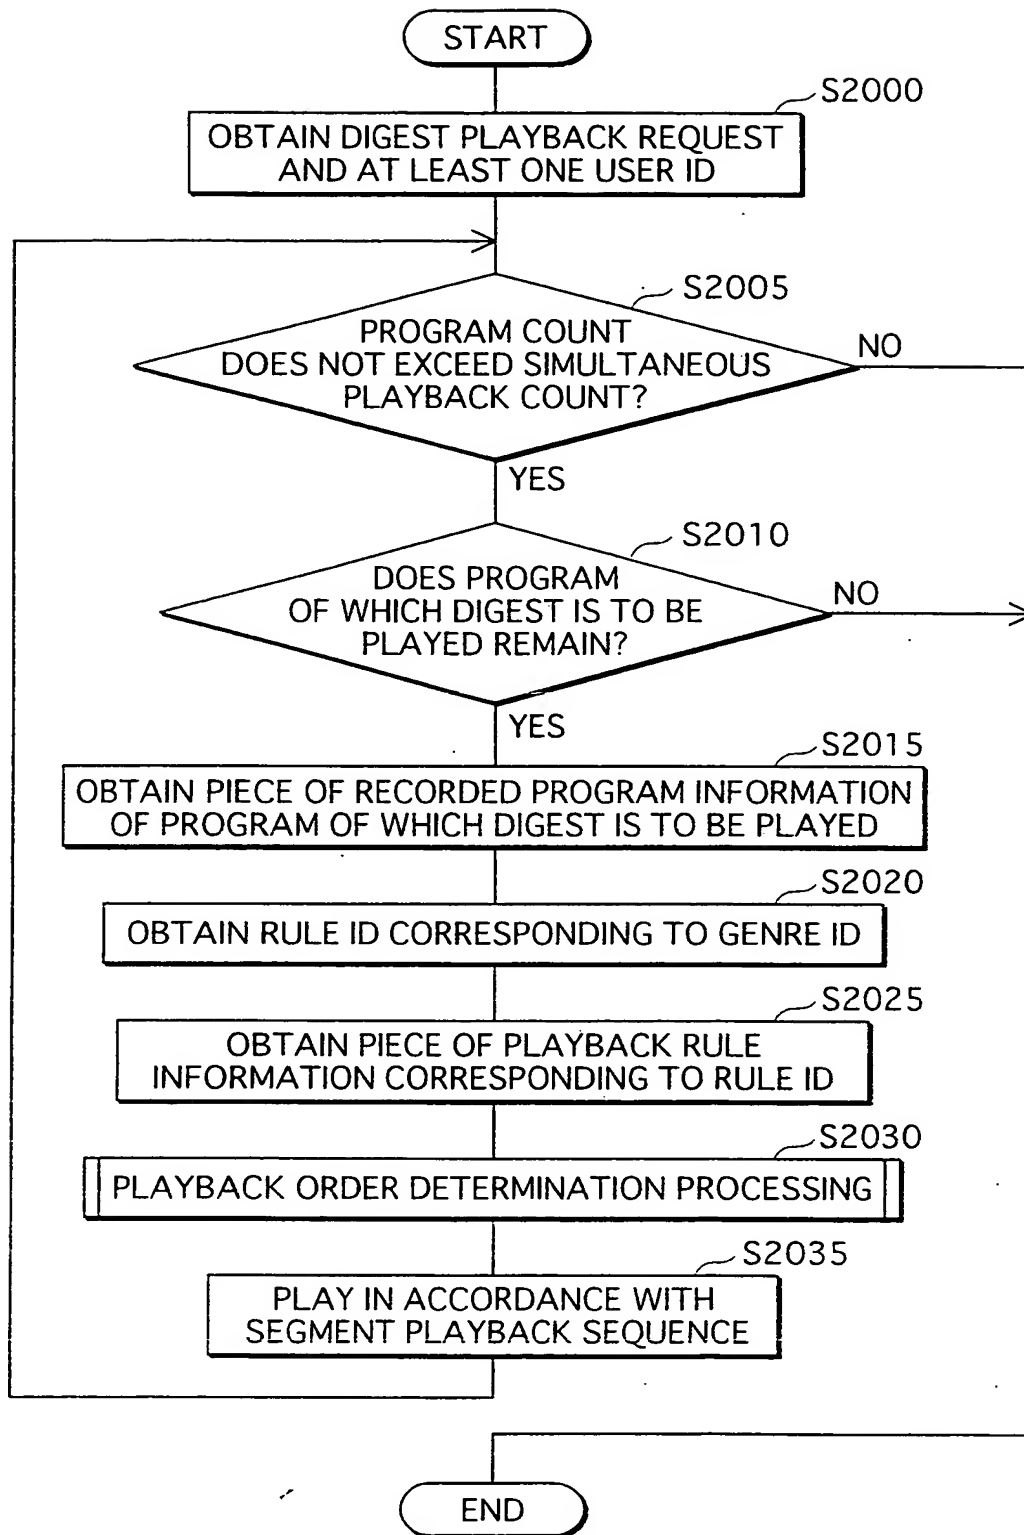 START
S2000
OBTAIN DIGEST PLAYBACK REQUEST
AND AT LEAST ONE USER ID
S2005
PROGRAM COUNT
DOES NOT EXCEED SIMULTANEOUS
PLAYBACK COUNT?
NO
YES
S2010
DOES PROGRAM
OF WHICH DIGEST IS TO BE
PLAYED REMAIN?
NO
YES
S2015
OBTAIN PIECE OF RECORDED PROGRAM INFORMATION
OF PROGRAM OF WHICH DIGEST IS TO BE PLAYED
S2020
OBTAIN RULE ID CORRESPONDING TO GENRE ID
S2025
OBTAIN PIECE OF PLAYBACK RULE
INFORMATION CORRESPONDING TO RULE ID
S2030
PLAYBACK ORDER DETERMINATION PROCESSING
S2035
PLAY IN ACCORDANCE WITH
SEGMENT PLAYBACK SEQUENCE
END